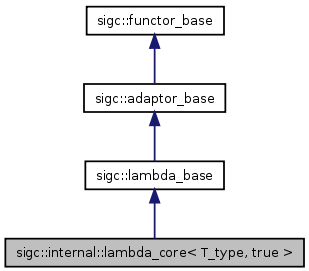 sigc::functor_base
sigc::adaptor_base
sigc::lambda_base
sigc::internal::lambda_core< T_type, true >